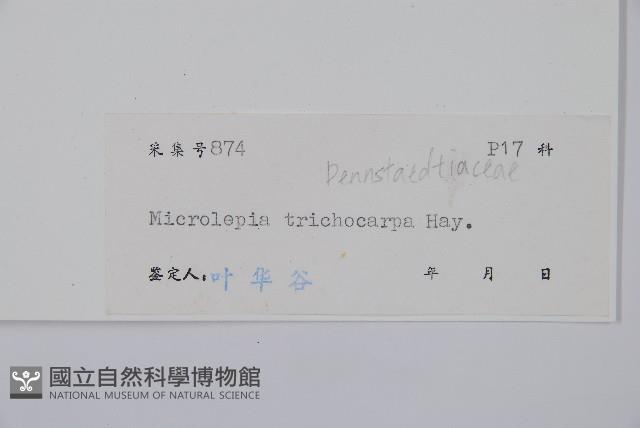 采集号874 P17 科
Dennstaedtiaceae
Microlepia trichocarpa Hay.
鉴定人: 叶华谷 年 月 日
國立自然科學博物館
NATIONAL MUSEUM OF NATURAL SCIENCE